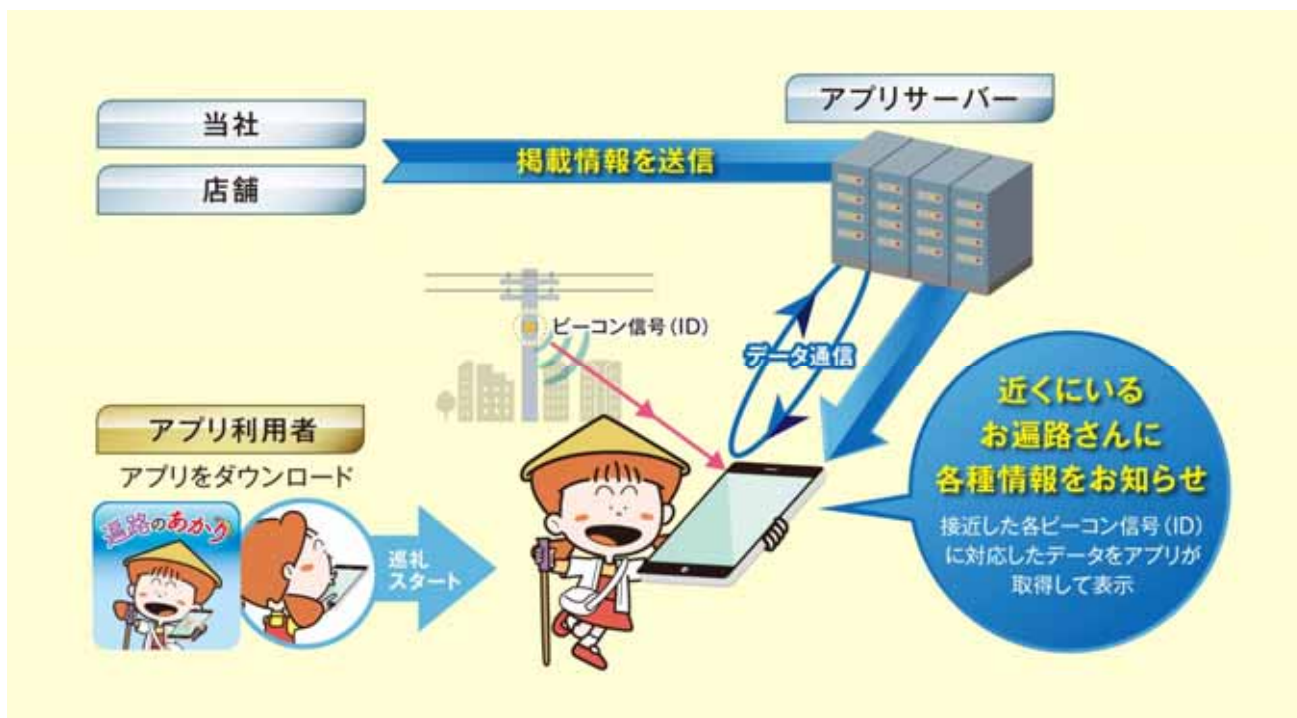 当社
店舗
掲載情報を送信
アプリサーバー
ビーコン信号(ID)
データ通信
アプリ利用者
アプリをダウンロード
遍路のあかり
巡礼
スタート
近くにいる
お遍路さんに
各種情報をお知らせ
接近した各ビーコン信号(ID)
に対応したデータをアプリが
取得して表示